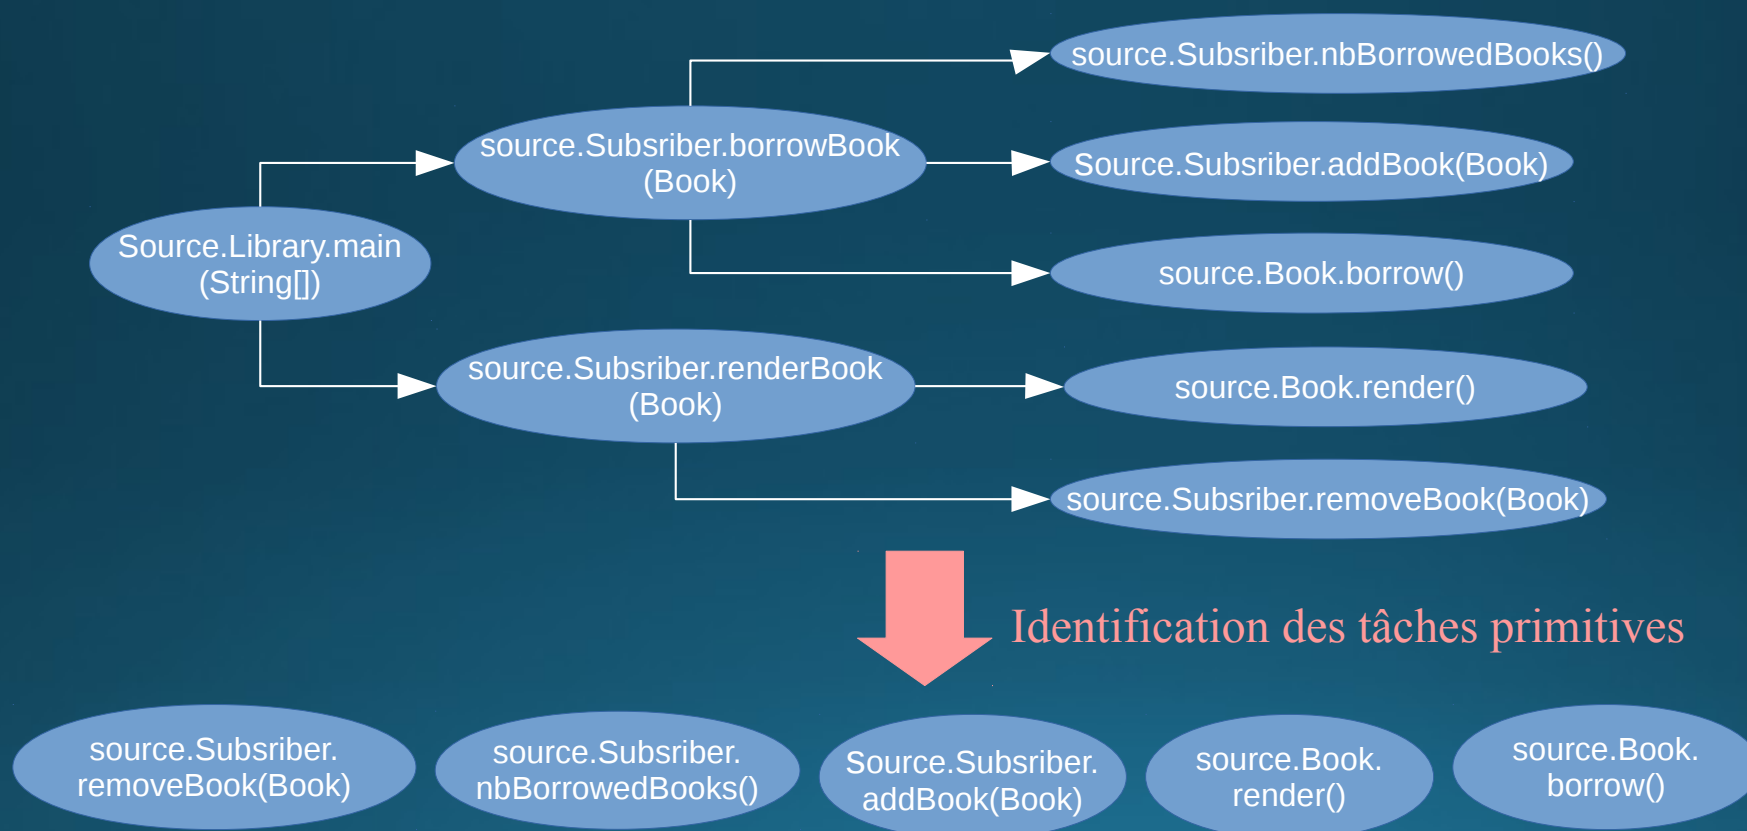 source.Subsriber.nbBorrowedBooks()
source.Subsriber.borrowBook
(Book)
Source.Subsriber.addBook(Book)
Source.Library.main
(String[])
source.Book.borrow()
source.Subsriber.renderBook
(Book)
source.Book.render()
source.Subsriber.removeBook(Book)
Identification des tâches primitives
source.Subsriber.
removeBook(Book)
source.Subsriber.
nbBorrowedBooks()
Source.Subsriber.
addBook(Book)
source.Book.
render()
source.Book.
borrow()